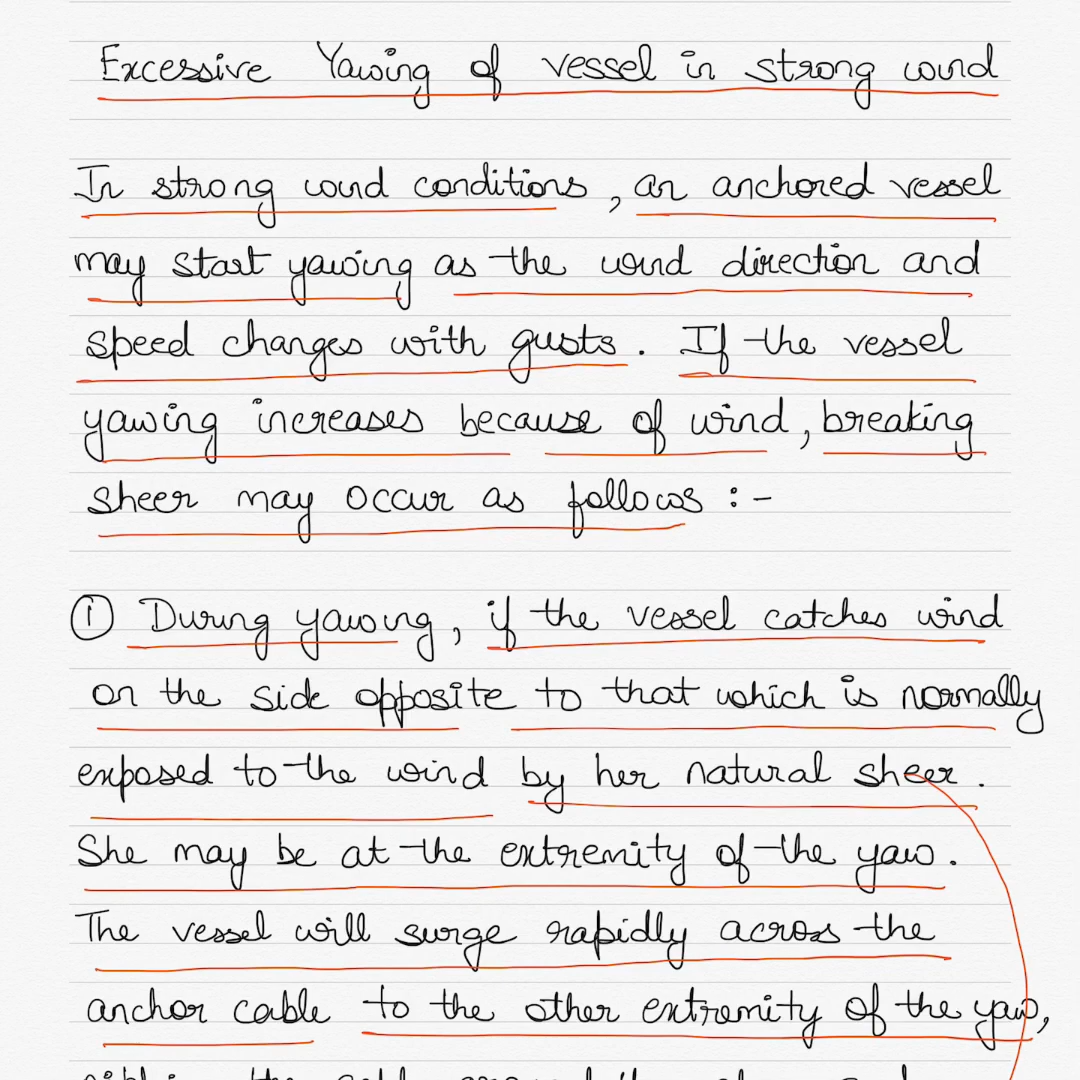 Excessive Yawing of vessel in strong wind
In strong wind conditions, an anchored vessel
may start yawing as the wind direction and
speed changes with gusts. If the vessel
yawing increases because of wind, breaking
sheer may occur as follows :-
① During yawing, if the vessel catches wind
on the side opposite to that which is normally
exposed to the wind by her natural sheer.
She may be at the extremity of the yaw.
The vessel will surge rapidly across the
anchor cable to the other extremity of the yaw,